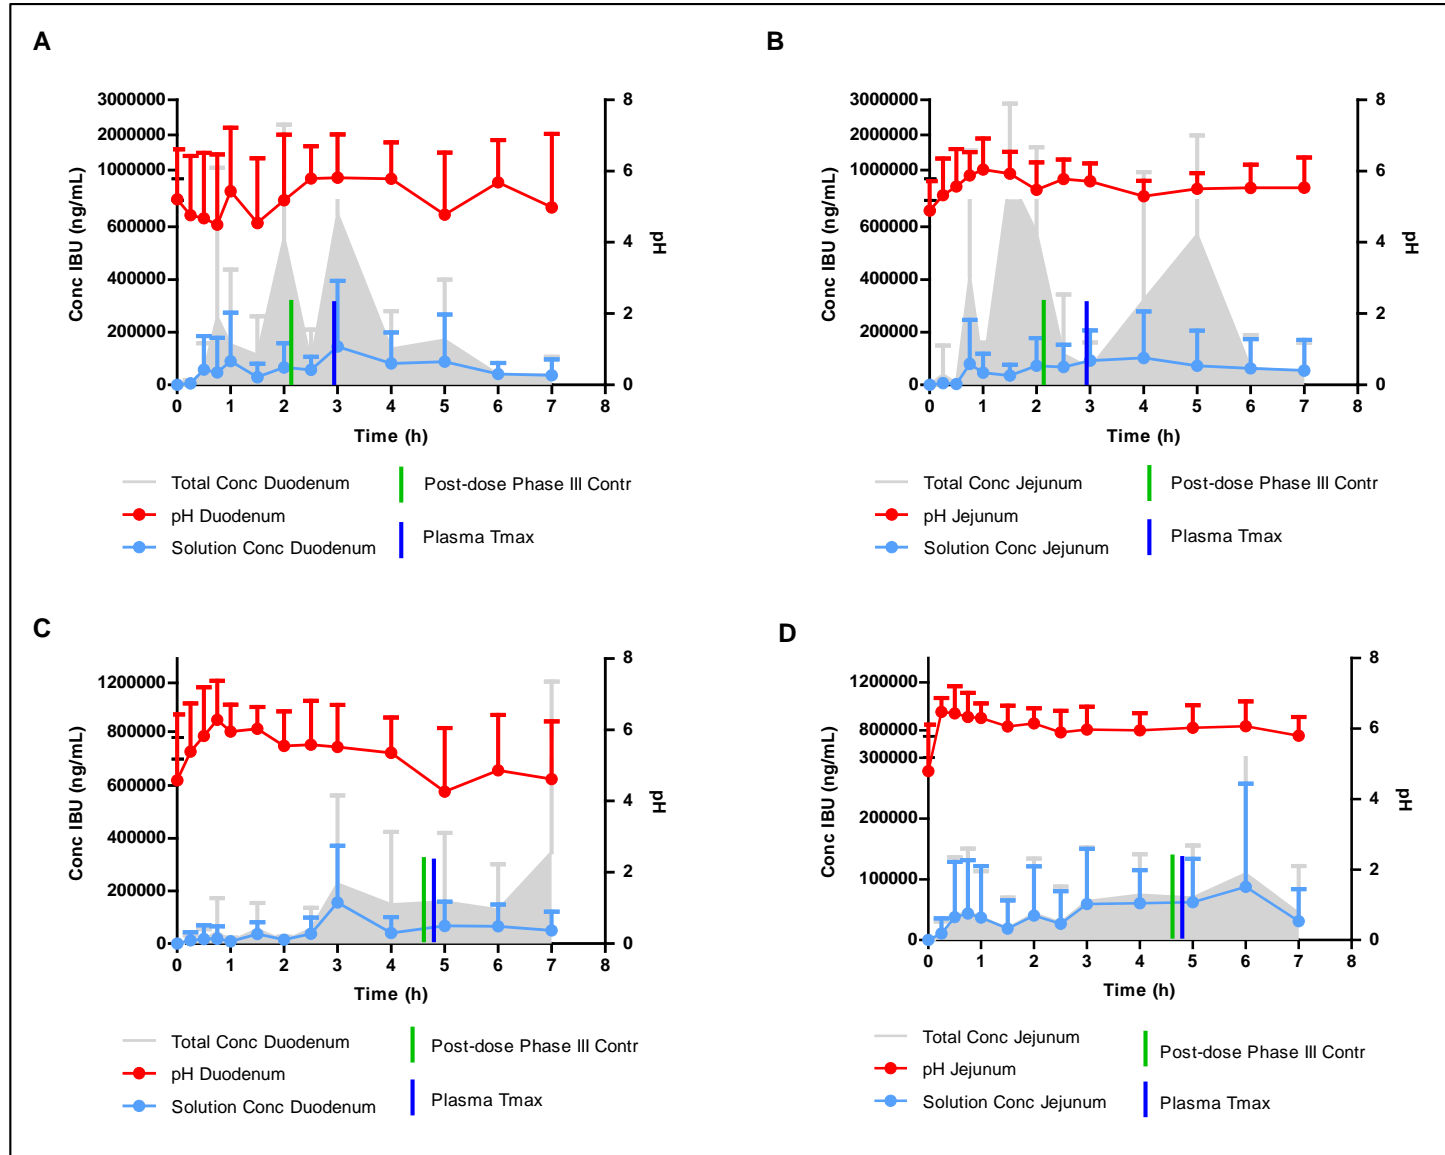 A
3000000
2000000
1000000
600000
400000
200000
0
Conc IBU (ng/mL)
8
6
4
2
0
pH
0 1 2 3 4 5 6 7 8
Time (h)
Total Conc Duodenum
pH Duodenum
Solution Conc Duodenum
Post-dose Phase III Contr
Plasma Tmax
B
3000000
2000000
1000000
600000
400000
200000
0
Conc IBU (ng/mL)
8
6
4
2
0
pH
0 1 2 3 4 5 6 7 8
Time (h)
Total Conc Jejunum
pH Jejunum
Solution Conc Jejunum
Post-dose Phase III Contr
Plasma Tmax
C
1200000
800000
600000
400000
200000
0
Conc IBU (ng/mL)
8
6
4
2
0
pH
0 1 2 3 4 5 6 7 8
Time (h)
Total Conc Duodenum
pH Duodenum
Solution Conc Duodenum
Post-dose Phase III Contr
Plasma Tmax
D
1200000
800000
300000
200000
100000
0
Conc IBU (ng/mL)
8
6
4
2
0
pH
0 1 2 3 4 5 6 7 8
Time (h)
Total Conc Jejunum
pH Jejunum
Solution Conc Jejunum
Post-dose Phase III Contr
Plasma Tmax